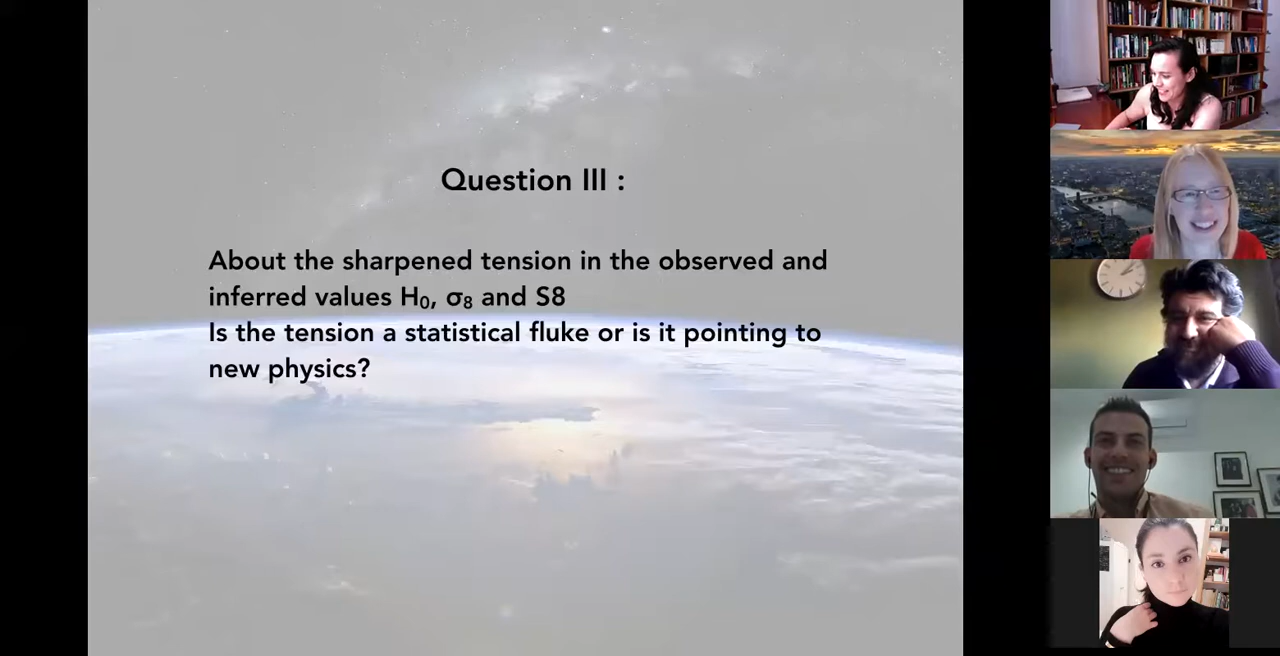 Question III :
About the sharpened tension in the observed and
inferred values H₀, σ₈ and S8
Is the tension a statistical fluke or is it pointing to
new physics?